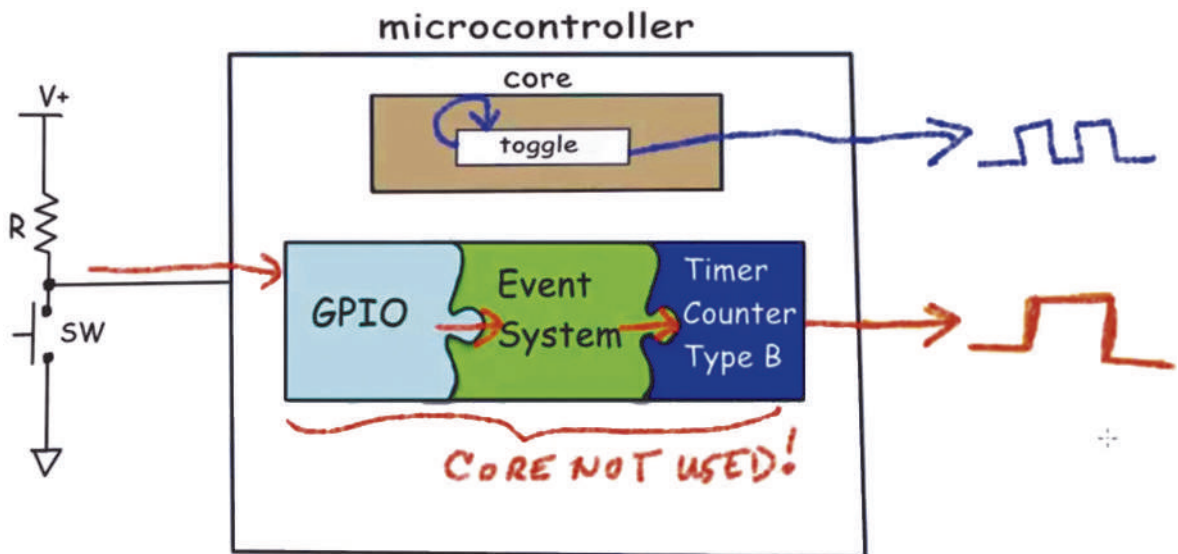 microcontroller
core
V+
toggle
R
GPIO
Event
System
Timer
Counter
Type B
SW
CORE NOT USED!